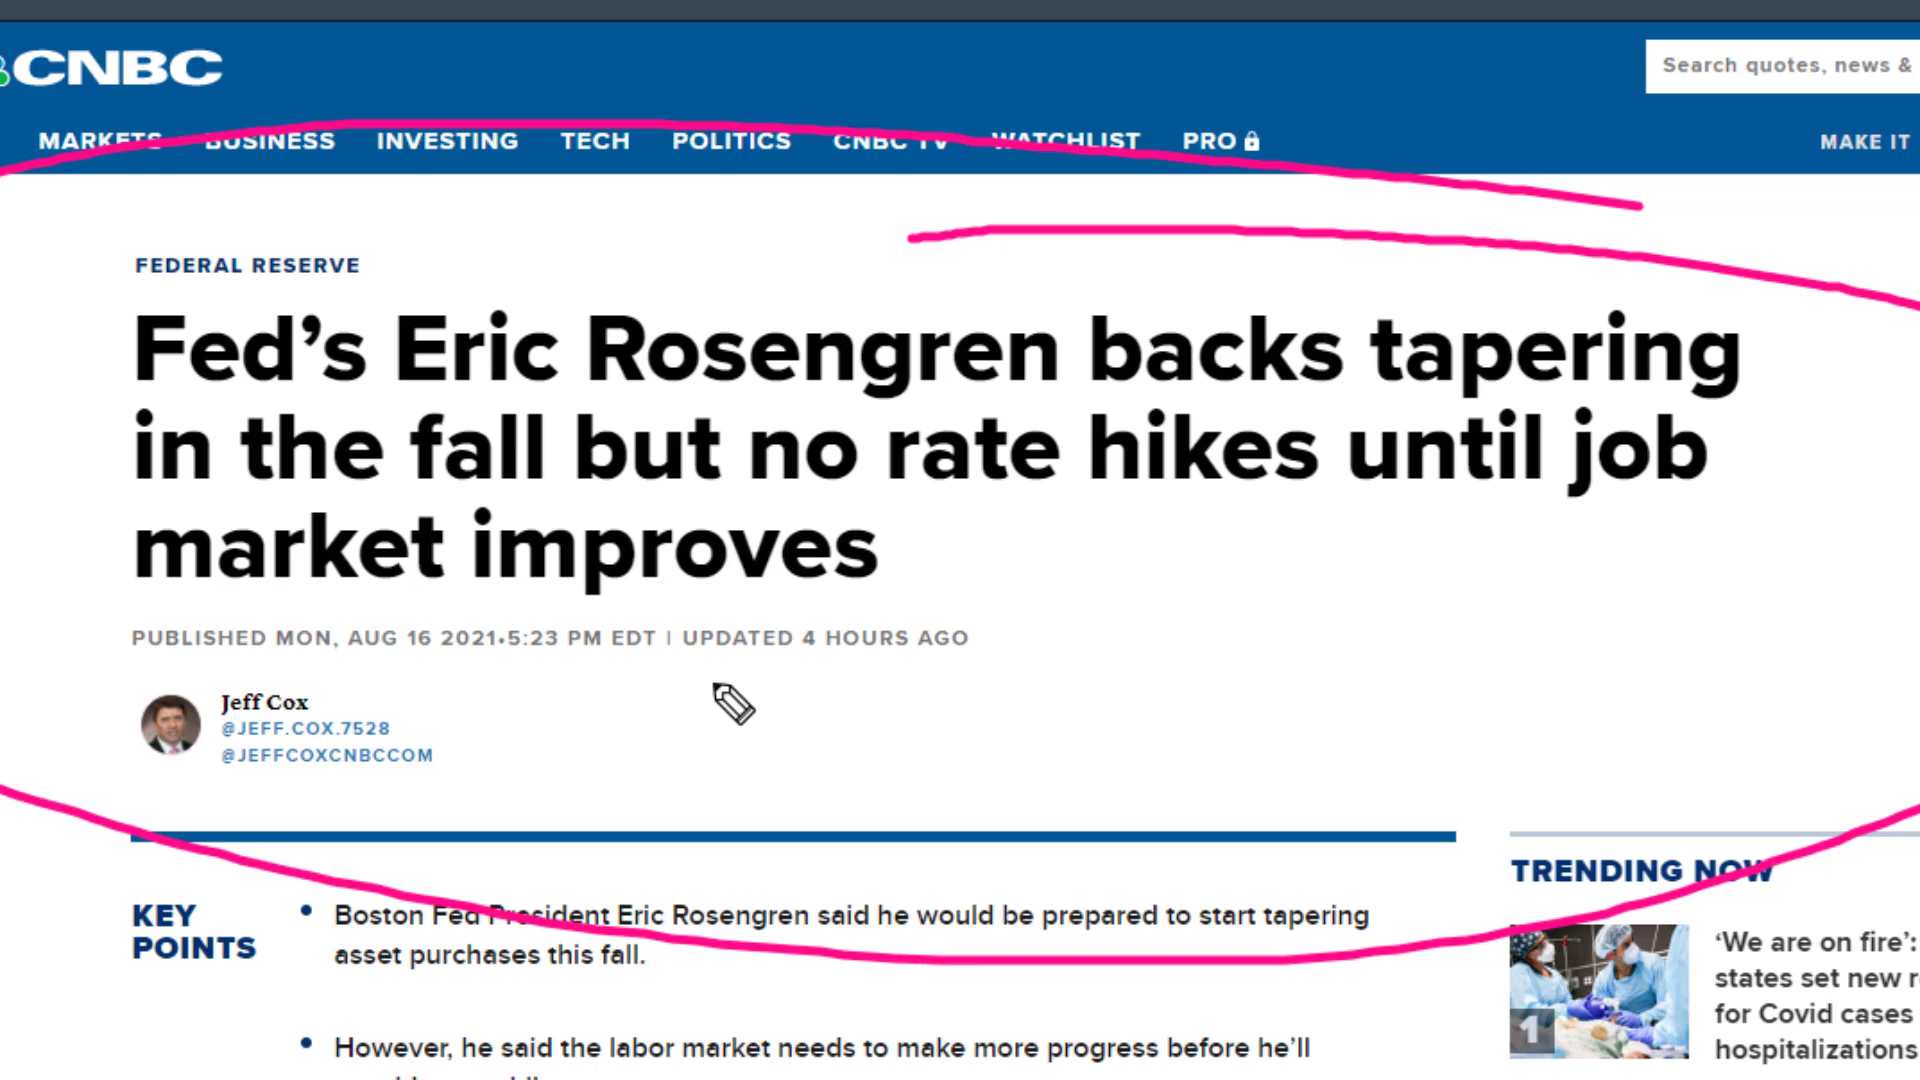 CNBC
Search quotes, news &
MARKETS BUSINESS INVESTING TECH POLITICS CNBC TV WATCHLIST PRO
MAKE IT
FEDERAL RESERVE
Fed’s Eric Rosengren backs tapering
in the fall but no rate hikes until job
market improves
PUBLISHED MON, AUG 16 2021•5:23 PM EDT | UPDATED 4 HOURS AGO
Jeff Cox
@JEFF.COX.7528
@JEFFCOXCNBCCOM
KEY
POINTS
• Boston Fed President Eric Rosengren said he would be prepared to start tapering
asset purchases this fall.
• However, he said the labor market needs to make more progress before he’ll
TRENDING NOW
1
‘We are on fire’:
states set new
for Covid cases
hospitalizations